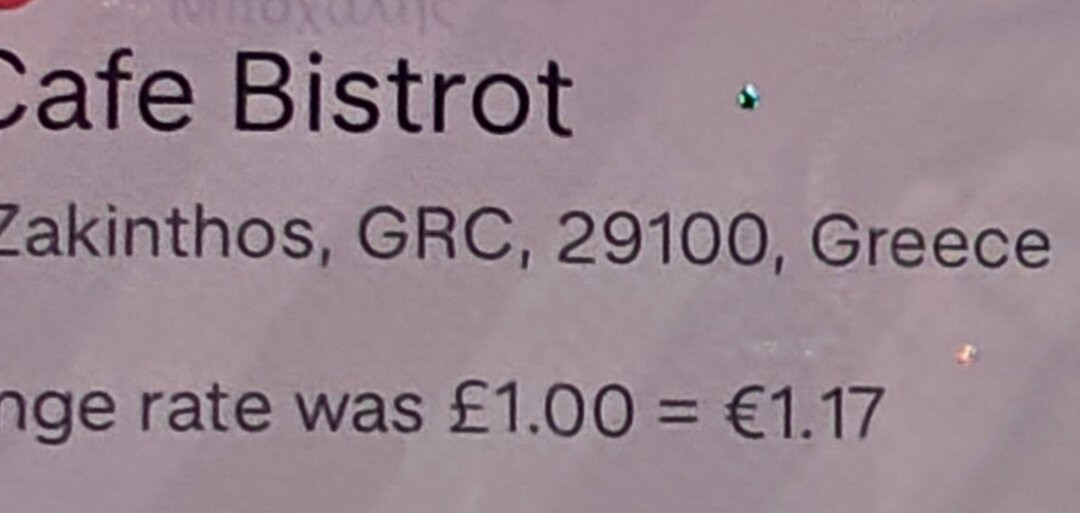 Cafe Bistrot
Zakinthos, GRC, 29100, Greece
nge rate was £1.00 = €1.17